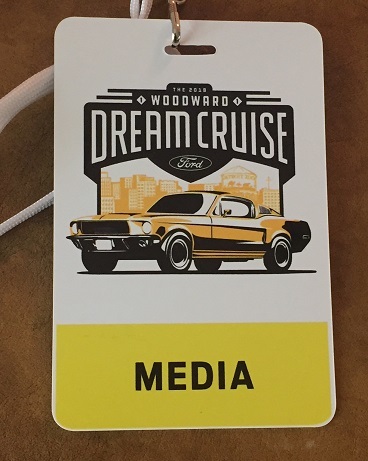 THE 2018
WOODWARD
DREAM CRUISE
Ford
MEDIA